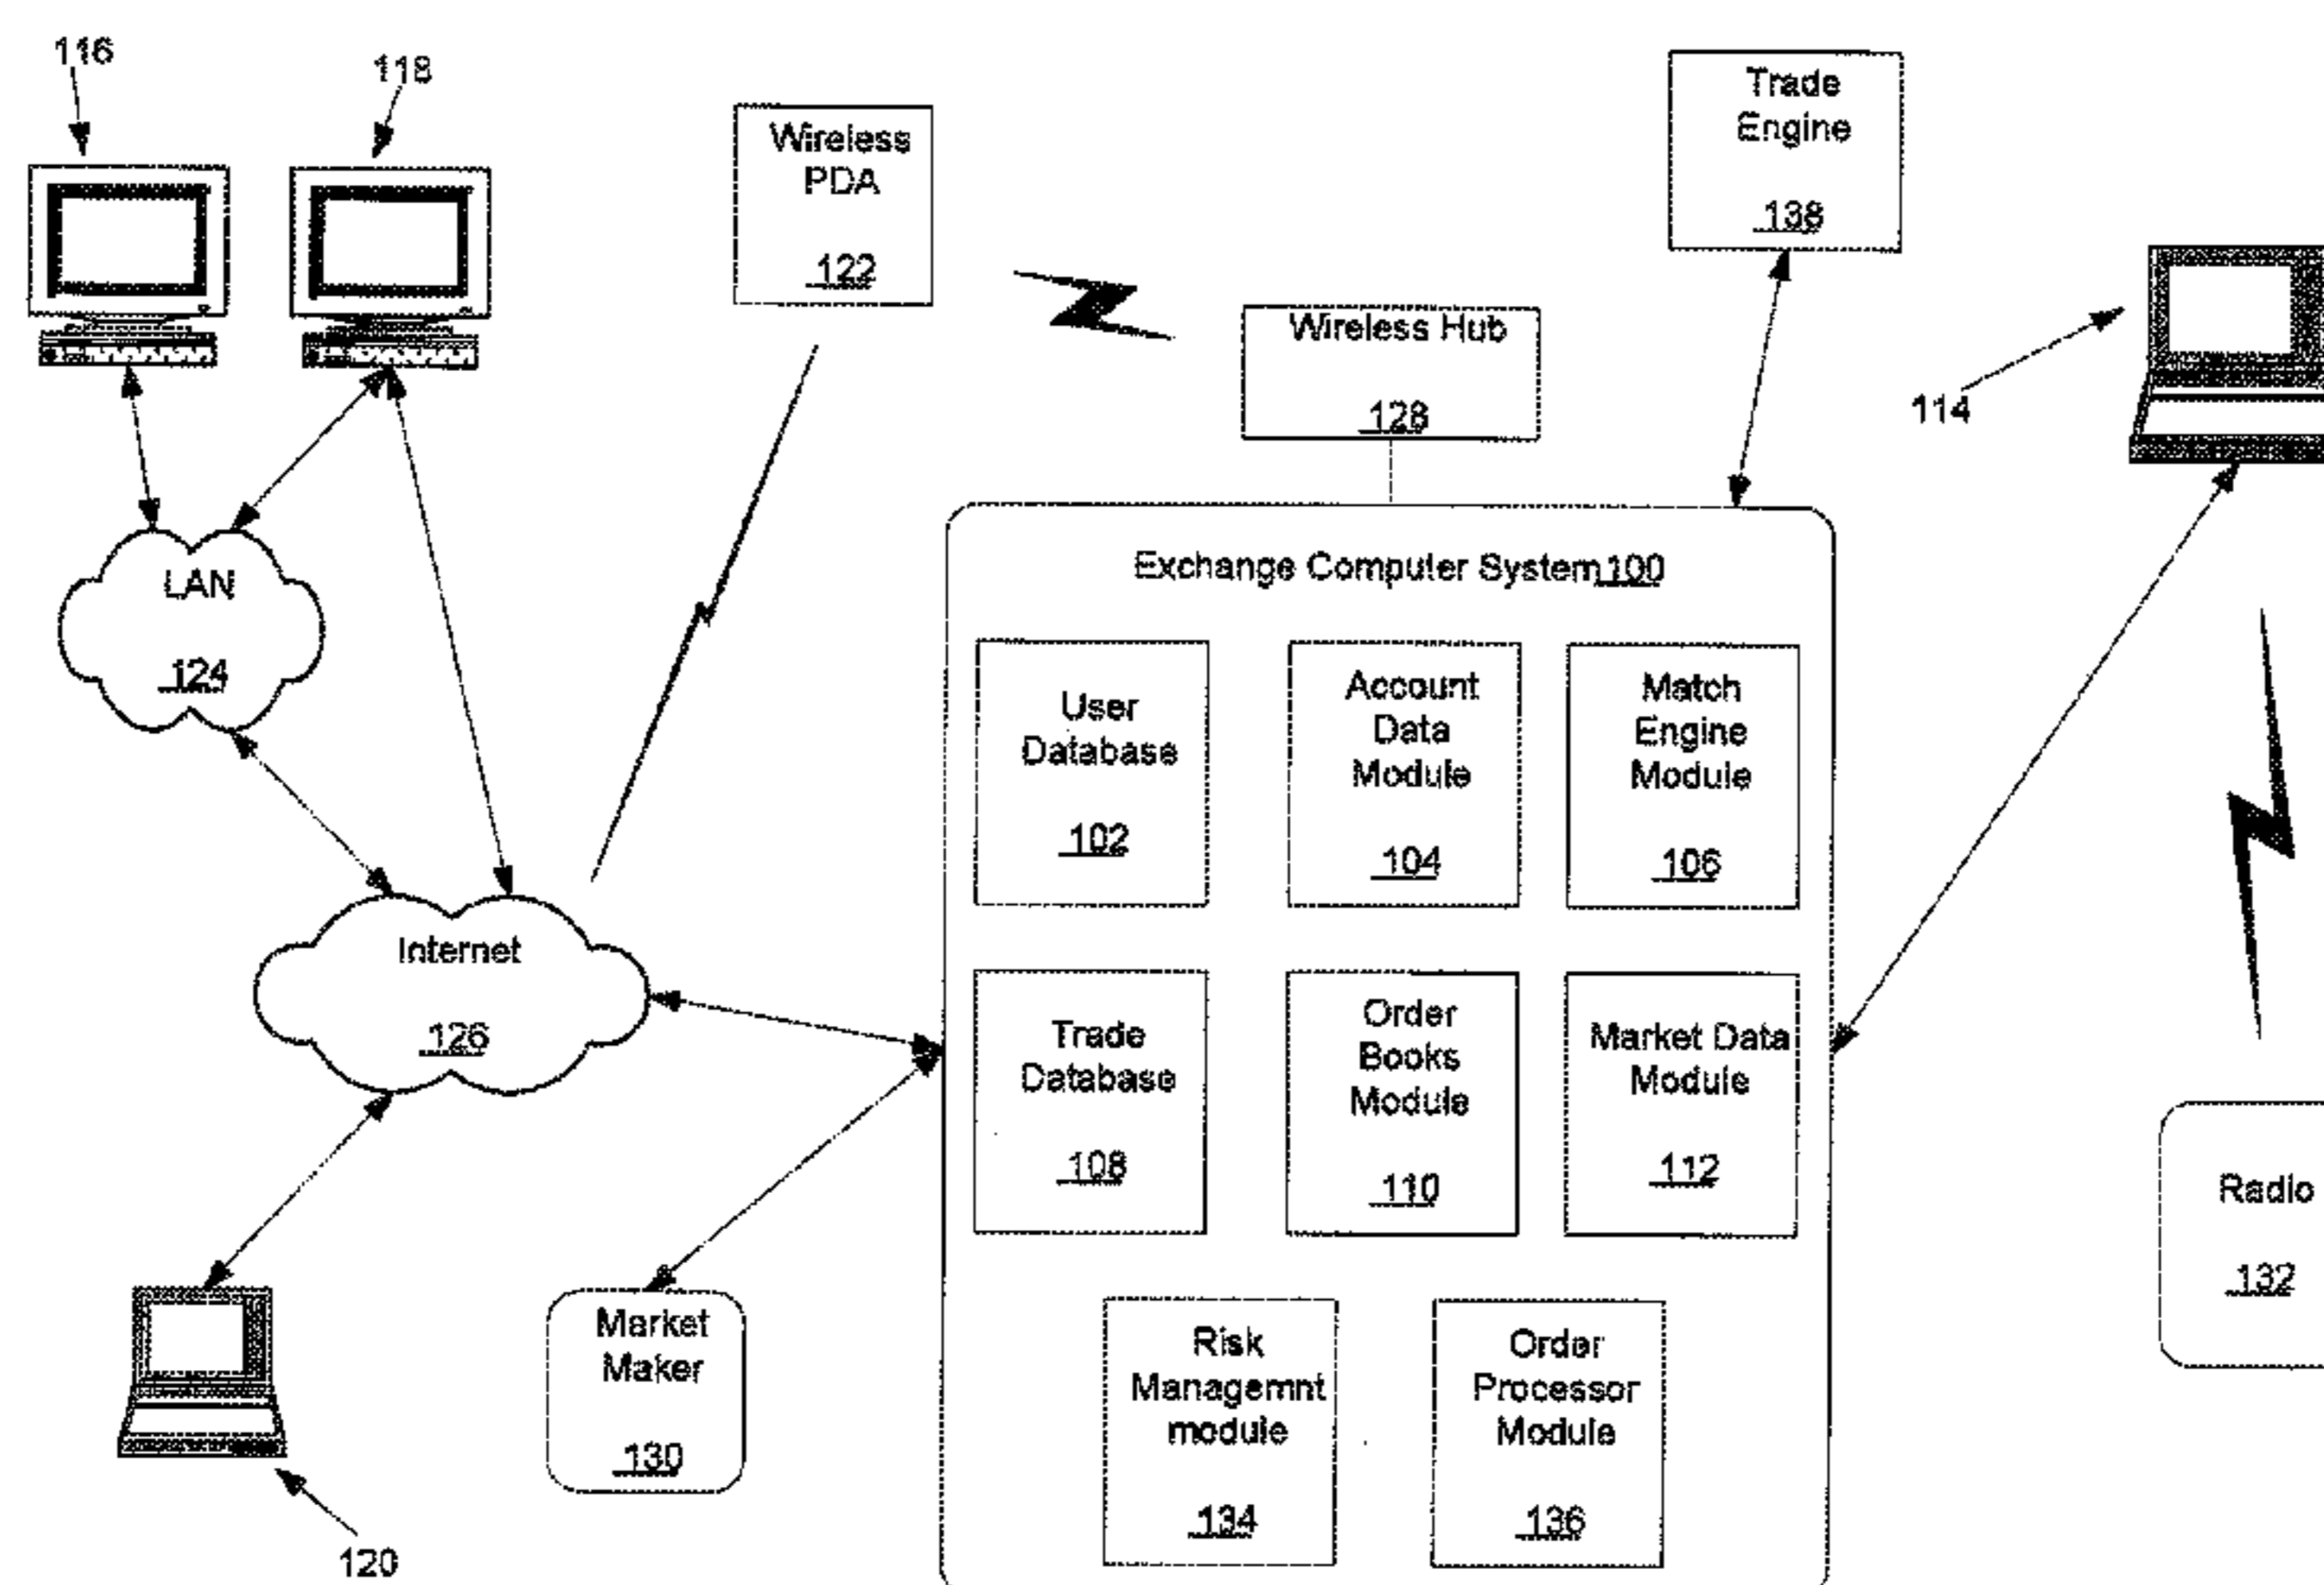 116
118
Wireless
PDA
122
Trade
Engine
138
Wireless Hub
128
114
LAN
124
Exchange Computer System 100
User
Database
102
Account
Data
Module
104
Match
Engine
Module
106
Internet
126
Trade
Database
108
Order
Books
Module
110
Market Data
Module
112
Radio
132
Market
Maker
130
Risk
Managemnt
module
134
Order
Processor
Module
136
120